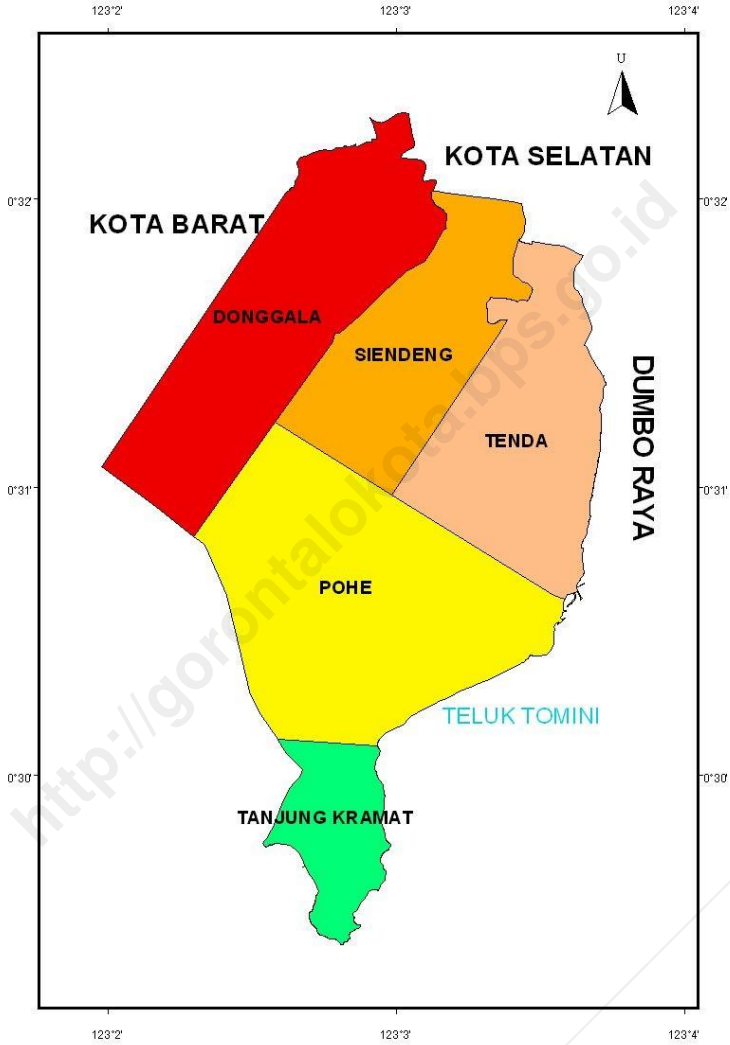 123°2' 123°3' 123°4'
U
KOTA SELATAN
0°32' 0°32'
KOTA BARAT
DONGGALA
SIENDENG
DUMBO RAYA
TENDA
0°31' 0°31'
POHE
TELUK TOMINI
0°30' 0°30'
TANJUNG KRAMAT
http://gorontalokota.bps.go.id
123°2' 123°3' 123°4'